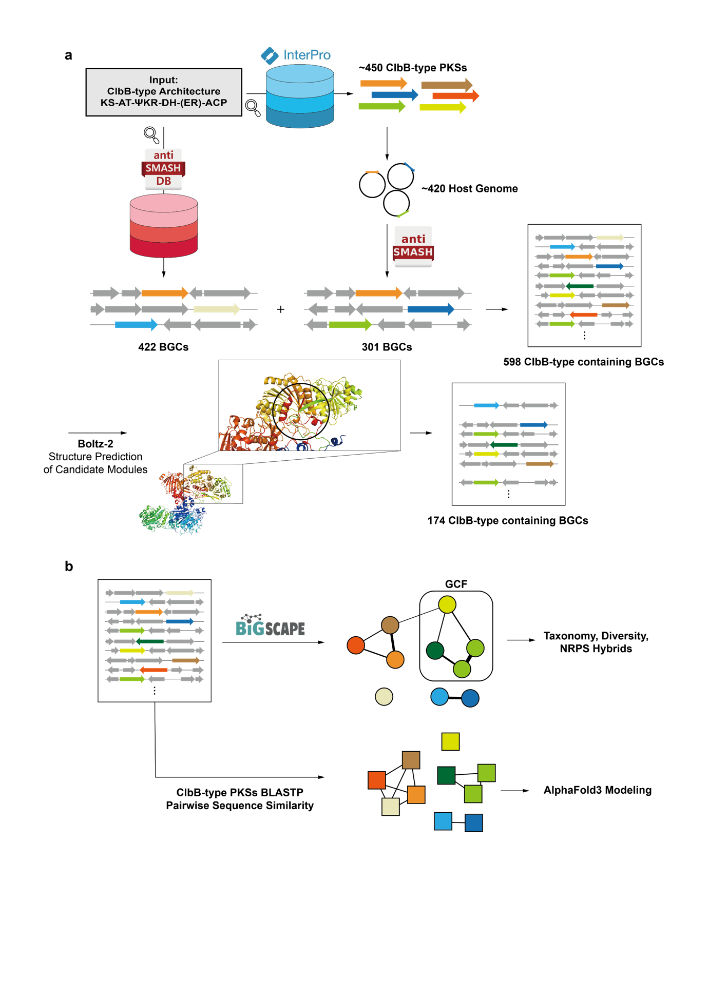 a
InterPro
Input:
ClbB-type Architecture
KS-AT-ΨKR-DH-(ER)-ACP
~450 ClbB-type PKSs
anti
SMASH
DB
~420 Host Genome
anti
SMASH
+
422 BGCs
301 BGCs
598 ClbB-type containing BGCs
Boltz-2
Structure Prediction
of Candidate Modules
174 ClbB-type containing BGCs
b
GCF
BiGSCAPE
Taxonomy, Diversity,
NRPS Hybrids
ClbB-type PKSs BLASTP
Pairwise Sequence Similarity
AlphaFold3 Modeling